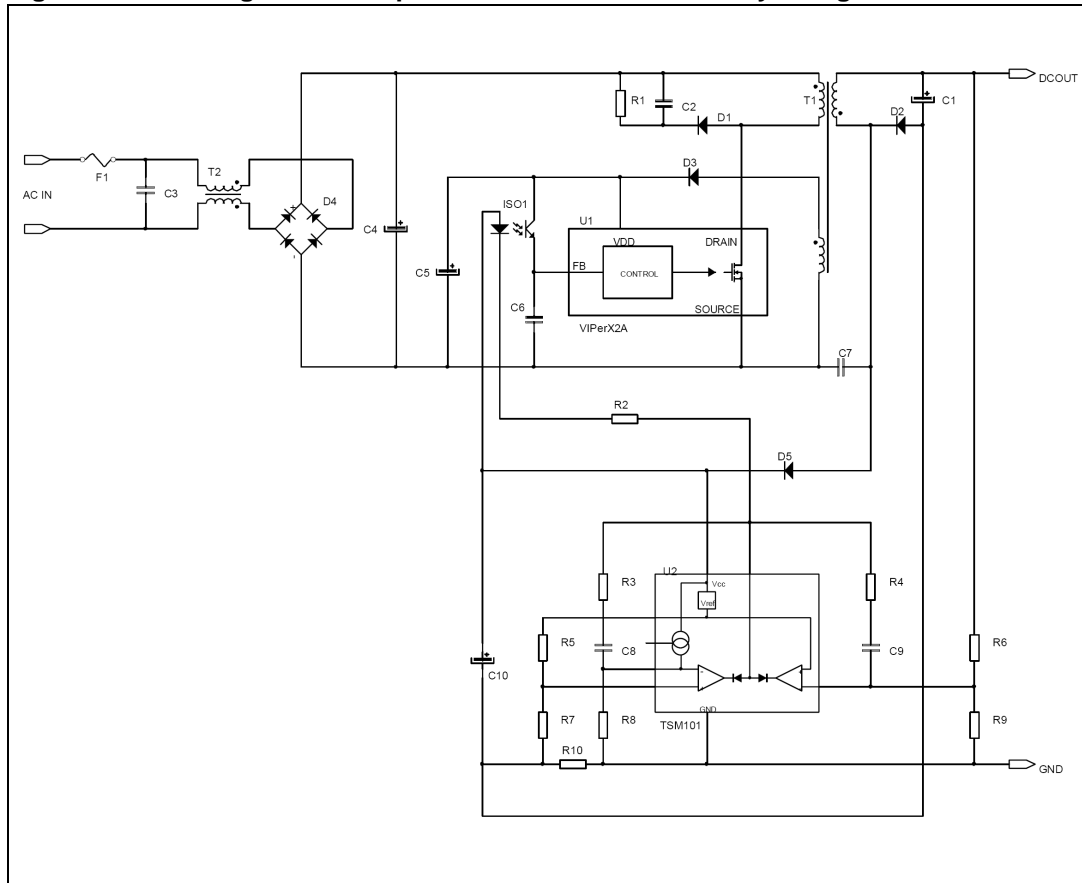 DCOUT
R1
C2
D1
T1
D2
C1
F1
AC IN
C3
T2
D4
C4
D3
ISO1
U1
VDD
DRAIN
FB
CONTROL
C5
C6
SOURCE
VIPerX2A
C7
R2
D5
U2
Vcc
Vref
R3
R4
R5
C8
C9
R6
C10
-
+
R7
R8
GND
TSM101
R9
R10
GND